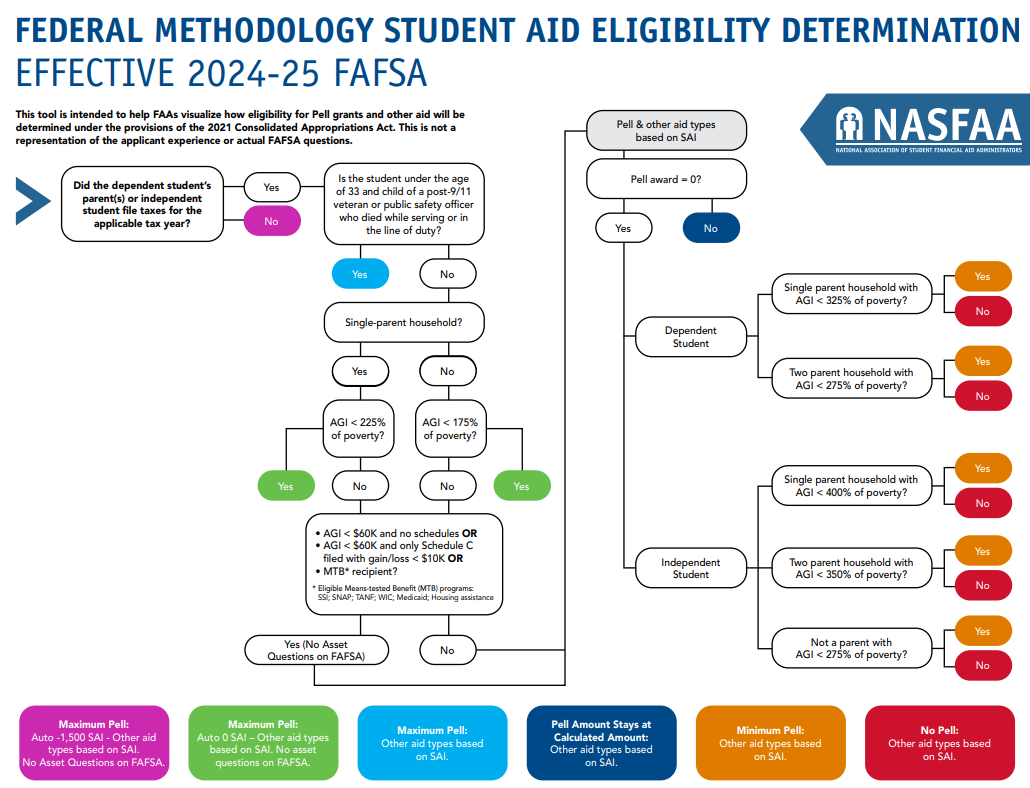 FEDERAL METHODOLOGY STUDENT AID ELIGIBILITY DETERMINATION
EFFECTIVE 2024-25 FAFSA
This tool is intended to help FAAs visualize how eligibility for Pell grants and other aid will be
determined under the provisions of the 2021 Consolidated Appropriations Act. This is not a
representation of the applicant experience or actual FAFSA questions.
NASFAA
NATIONAL ASSOCIATION OF STUDENT FINANCIAL AID ADMINISTRATORS
Did the dependent student's
parent(s) or independent
student file taxes for the
applicable tax year?
Yes
No
Is the student under the age
of 33 and child of a post-9/11
veteran or public safety officer
who died while serving or in
the line of duty?
Yes
No
Single-parent household?
Yes
No
AGI < 225%
of poverty?
AGI < 175%
of poverty?
Yes
No
No
Yes
• AGI < $60K and no schedules OR
• AGI < $60K and only Schedule C
filed with gain/loss < $10K OR
• MTB* recipient?
* Eligible Means-tested Benefit (MTB) programs:
SSI; SNAP; TANF; WIC; Medicaid; Housing assistance
Yes (No Asset
Questions on FAFSA)
No
Pell & other aid types
based on SAI
Pell award = 0?
Yes
No
Dependent
Student
Single parent household with
AGI < 325% of poverty?
Yes
No
Two parent household with
AGI < 275% of poverty?
Yes
No
Independent
Student
Single parent household with
AGI < 400% of poverty?
Yes
No
Two parent household with
AGI < 350% of poverty?
Yes
No
Not a parent with
AGI < 275% of poverty?
Yes
No
Maximum Pell:
Auto -1,500 SAI - Other aid
types based on SAI.
No Asset Questions on FAFSA.
Maximum Pell:
Auto 0 SAI – Other aid types
based on SAI. No asset
questions on FAFSA.
Maximum Pell:
Other aid types based
on SAI.
Pell Amount Stays at
Calculated Amount:
Other aid types based
on SAI.
Minimum Pell:
Other aid types based
on SAI.
No Pell:
Other aid types based
on SAI.